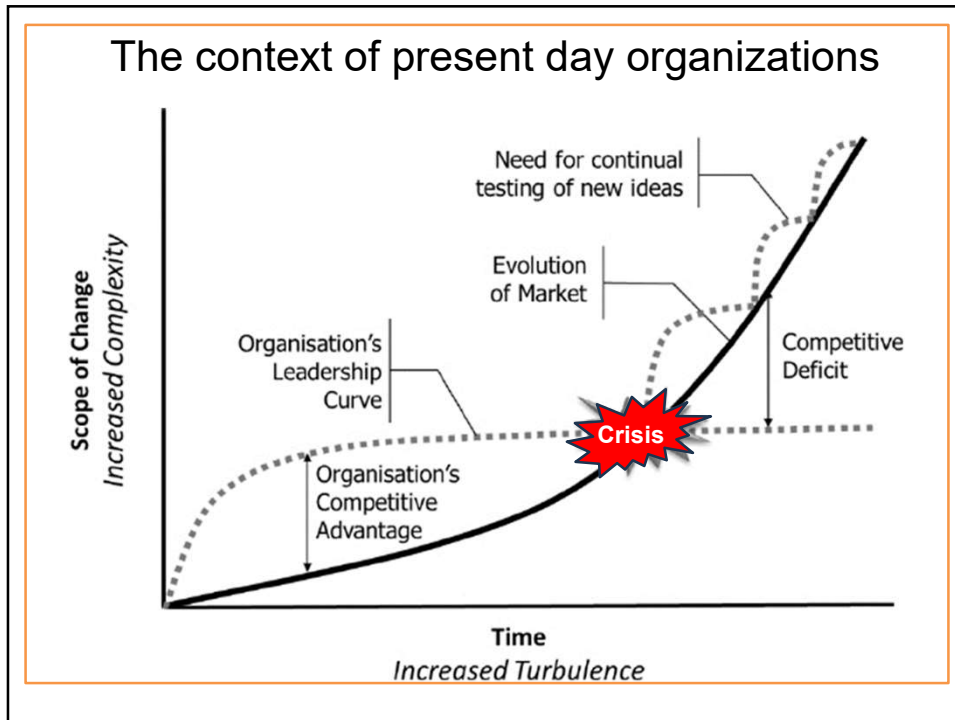 The context of present day organizations
Need for continual
testing of new ideas
Evolution
of Market
Organisation's
Leadership
Curve
Competitive
Deficit
Crisis
Organisation's
Competitive
Advantage
Scope of Change
Increased Complexity
Time
Increased Turbulence